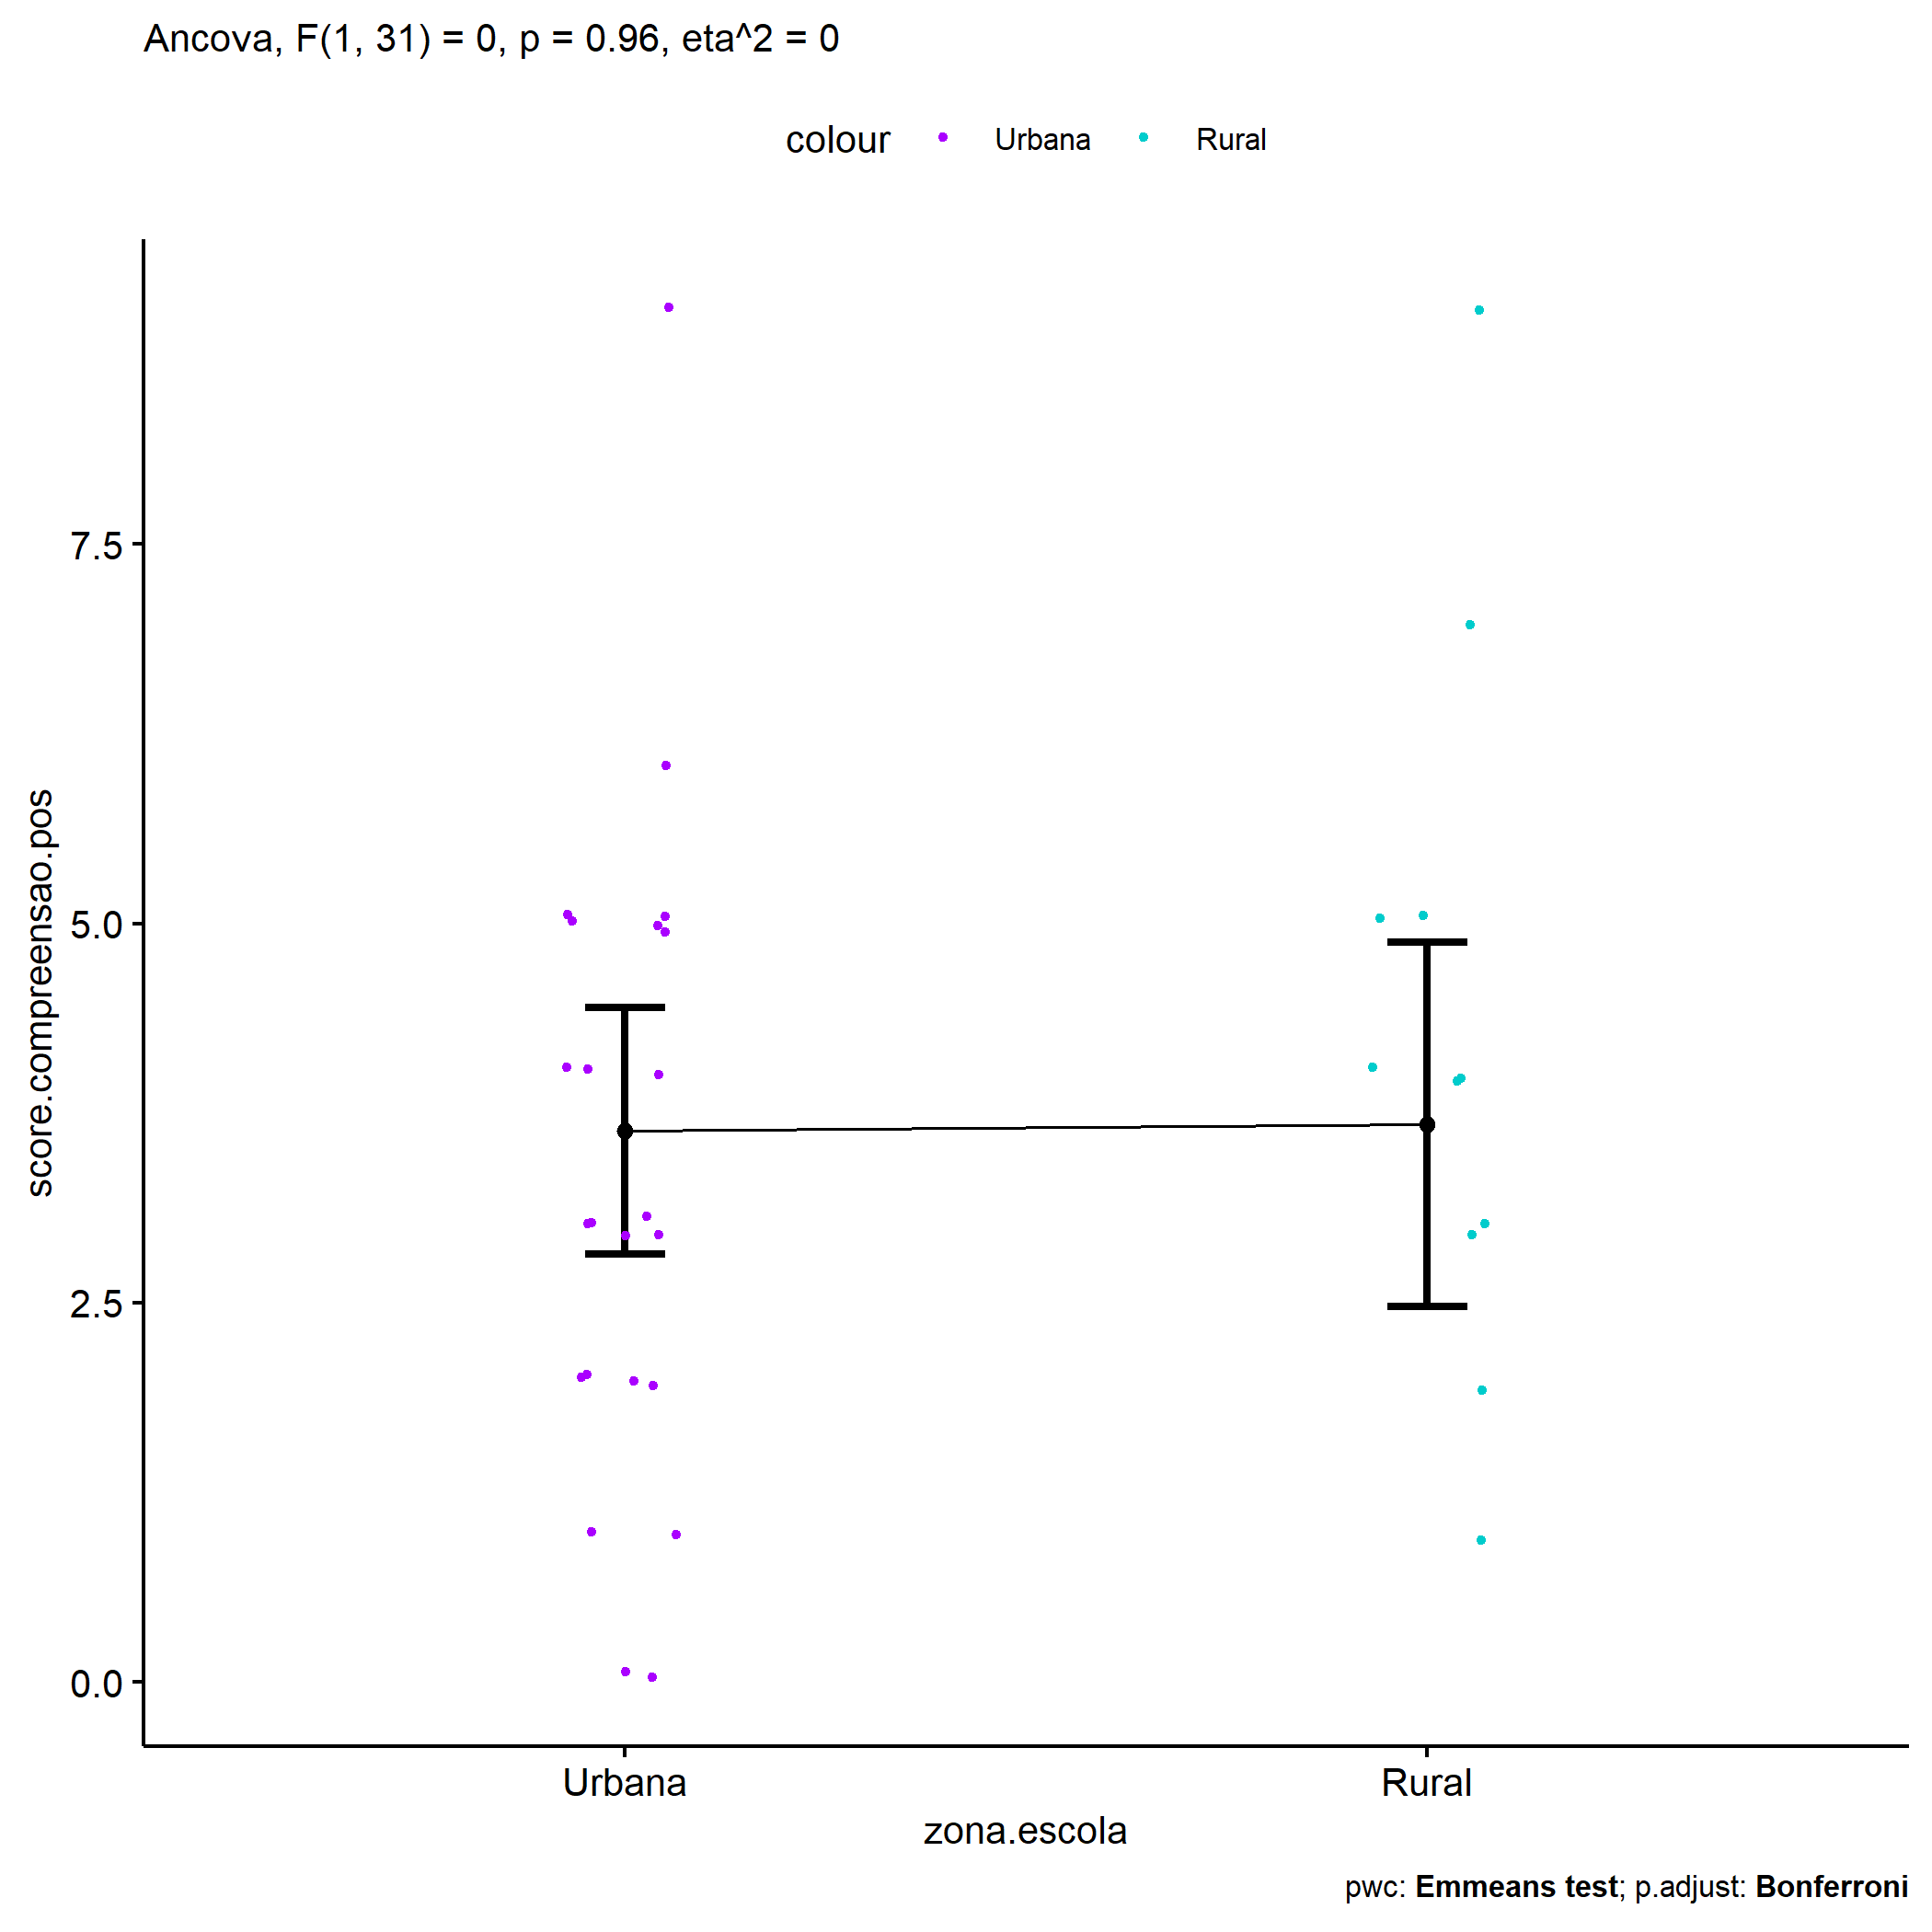 Ancova, F(1, 31) = 0, p = 0.96, eta^2 = 0
colour Urbana Rural
score.compreensao.pos
7.5
5.0
2.5
0.0
Urbana Rural
zona.escola
pwc: Emmeans test; p.adjust: Bonferroni